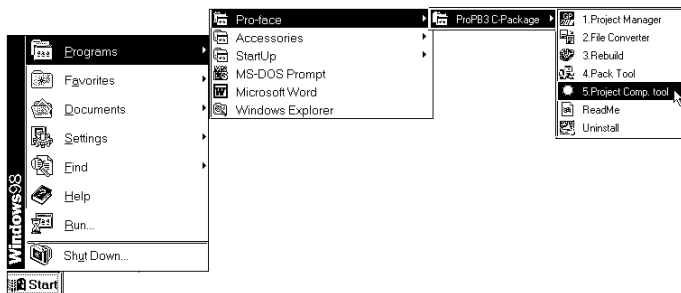 Windows98
Programs
Favorites
Documents
Settings
Find
Help
Run...
Shut Down...
Start
Pro-face
Accessories
StartUp
MS-DOS Prompt
Microsoft Word
Windows Explorer
ProPB3 C-Package
1.Project Manager
2.File Converter
3.Rebuild
4.Pack Tool
5.Project Comp. tool
ReadMe
Uninstall